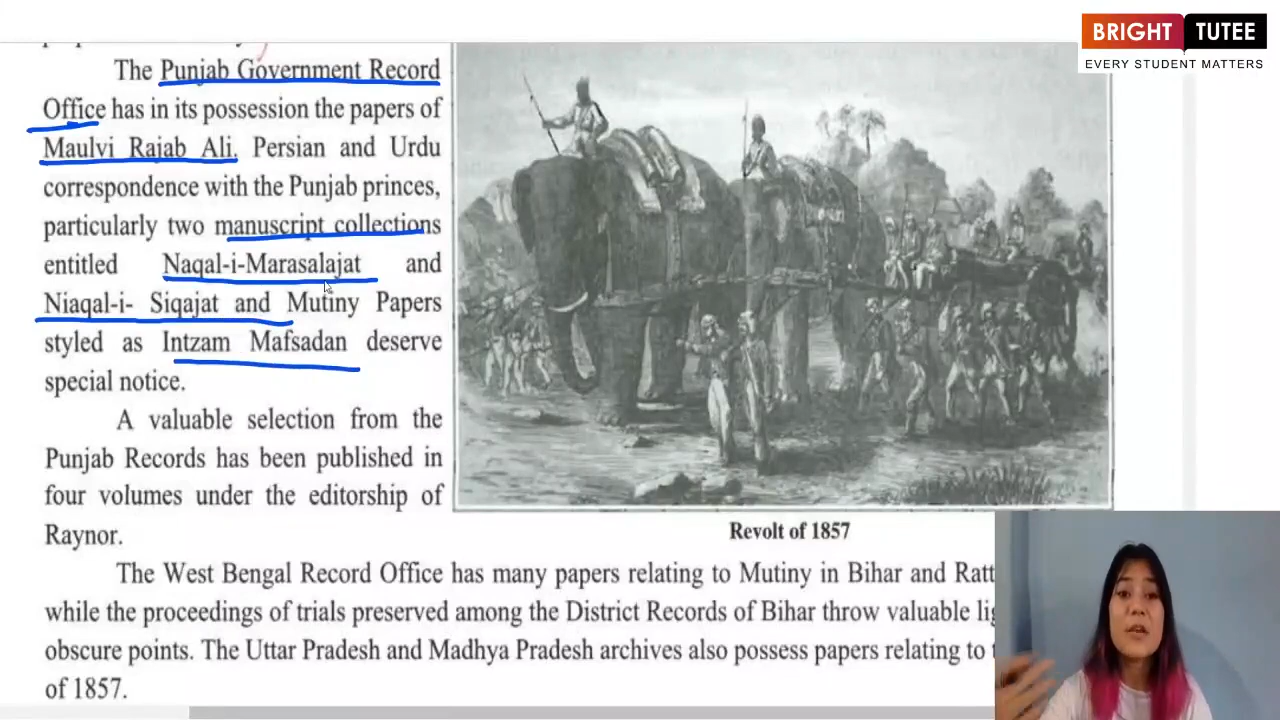 BRIGHT TUTEE
EVERY STUDENT MATTERS
The Punjab Government Record
Office has in its possession the papers of
Maulvi Rajab Ali. Persian and Urdu
correspondence with the Punjab princes,
particularly two manuscript collections
entitled Naqal-i-Marasalajat and
Niaqal-i- Siqajat and Mutiny Papers
styled as Intzam Mafsadan deserve
special notice.
A valuable selection from the
Punjab Records has been published in
four volumes under the editorship of
Raynor.
Revolt of 1857
The West Bengal Record Office has many papers relating to Mutiny in Bihar and
while the proceedings of trials preserved among the District Records of Bihar throw valuable
obscure points. The Uttar Pradesh and Madhya Pradesh archives also possess papers relating to
of 1857.